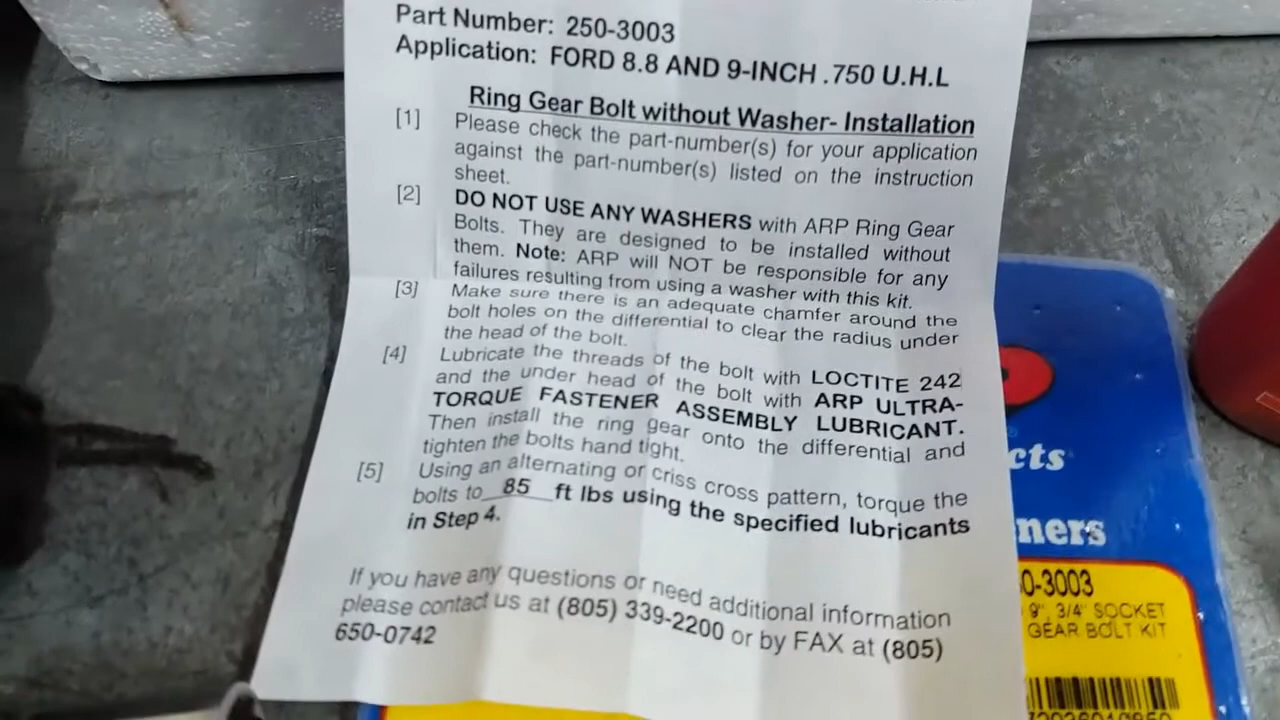 Part Number: 250-3003
Application: FORD 8.8 AND 9-INCH .750 U.H.L
Ring Gear Bolt without Washer- Installation
[1] Please check the part-number(s) for your application
against the part-number(s) listed on the instruction
sheet.
[2] DO NOT USE ANY WASHERS with ARP Ring Gear
Bolts. They are designed to be installed without
them. Note: ARP will NOT be responsible for any
failures resulting from using a washer with this kit.
[3] Make sure there is an adequate chamfer around the
bolt holes on the differential to clear the radius under
the head of the bolt.
[4] Lubricate the threads of the bolt with LOCTITE 242
and the under head of the bolt with ARP ULTRA-
TORQUE FASTENER ASSEMBLY LUBRICANT.
Then install the ring gear onto the differential and
tighten the bolts hand tight.
[5] Using an alternating or criss cross pattern, torque the
bolts to 85 ft lbs using the specified lubricants
in Step 4.
If you have any questions or need additional information
please contact us at (805) 339-2200 or by FAX at (805)
650-0742
cts
ners
0-3003
9", 3/4" SOCKET
GEAR BOLT KIT